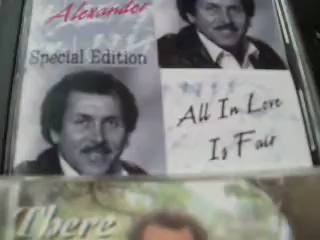 Alexander
Special Edition
All In Love
Is Fair
There